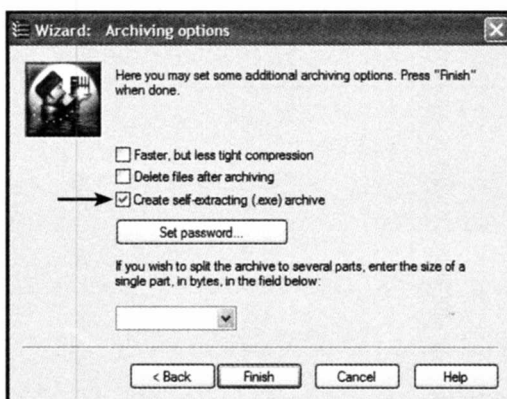 Wizard: Archiving options
Here you may set some additional archiving options. Press "Finish"
when done.
Faster, but less tight compression
Delete files after archiving
Create self-extracting (.exe) archive
Set password...
If you wish to split the archive to several parts, enter the size of a
single part, in bytes, in the field below:
< Back Finish Cancel Help